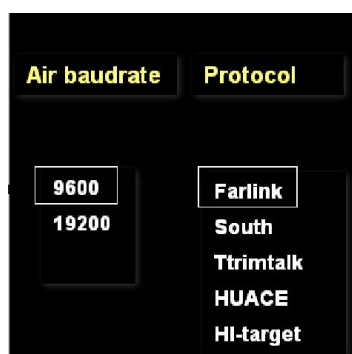 Air baudrate Protocol
9600 Farlink
19200 South
Ttrimtalk
HUACE
HI-target